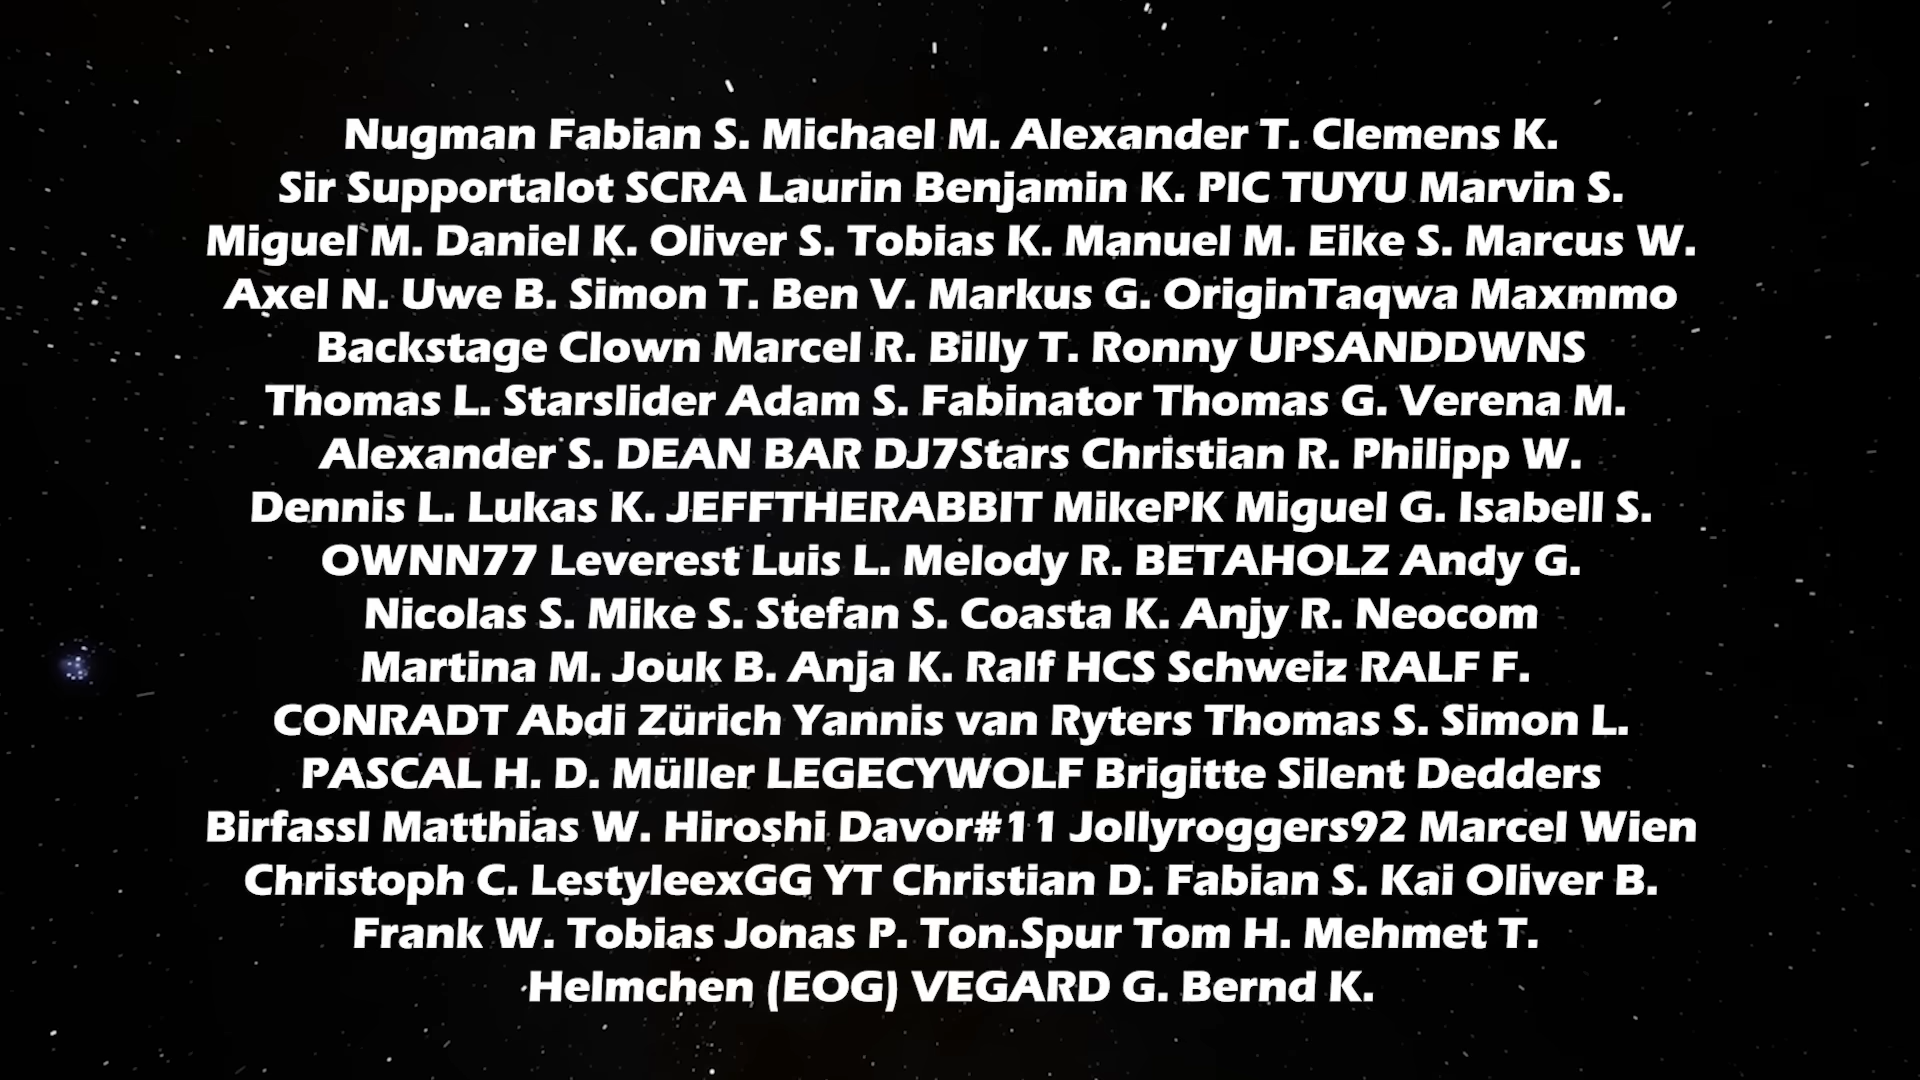 Nugman Fabian S. Michael M. Alexander T. Clemens K.
Sir Supportalot SCRA Laurin Benjamin K. PIC TUYU Marvin S.
Miguel M. Daniel K. Oliver S. Tobias K. Manuel M. Eike S. Marcus W.
Axel N. Uwe B. Simon T. Ben V. Markus G. OriginTaqwa Maxmmo
Backstage Clown Marcel R. Billy T. Ronny UPSANDDWNS
Thomas L. Starslider Adam S. Fabinator Thomas G. Verena M.
Alexander S. DEAN BAR DJ7Stars Christian R. Philipp W.
Dennis L. Lukas K. JEFFTHERABBIT MikePK Miguel G. Isabell S.
OWNN77 Leverest Luis L. Melody R. BETAHOLZ Andy G.
Nicolas S. Mike S. Stefan S. Coasta K. Anjy R. Neocom
Martina M. Jouk B. Anja K. Ralf HCS Schweiz RALF F.
CONRADT Abdi Zürich Yannis van Ryters Thomas S. Simon L.
PASCAL H. D. Müller LEGECYWOLF Brigitte Silent Dedders
Birfassl Matthias W. Hiroshi Davor#11 Jollyroggers92 Marcel Wien
Christoph C. LestyleexGG YT Christian D. Fabian S. Kai Oliver B.
Frank W. Tobias Jonas P. Ton.Spur Tom H. Mehmet T.
Helmchen (EOG) VEGARD G. Bernd K.